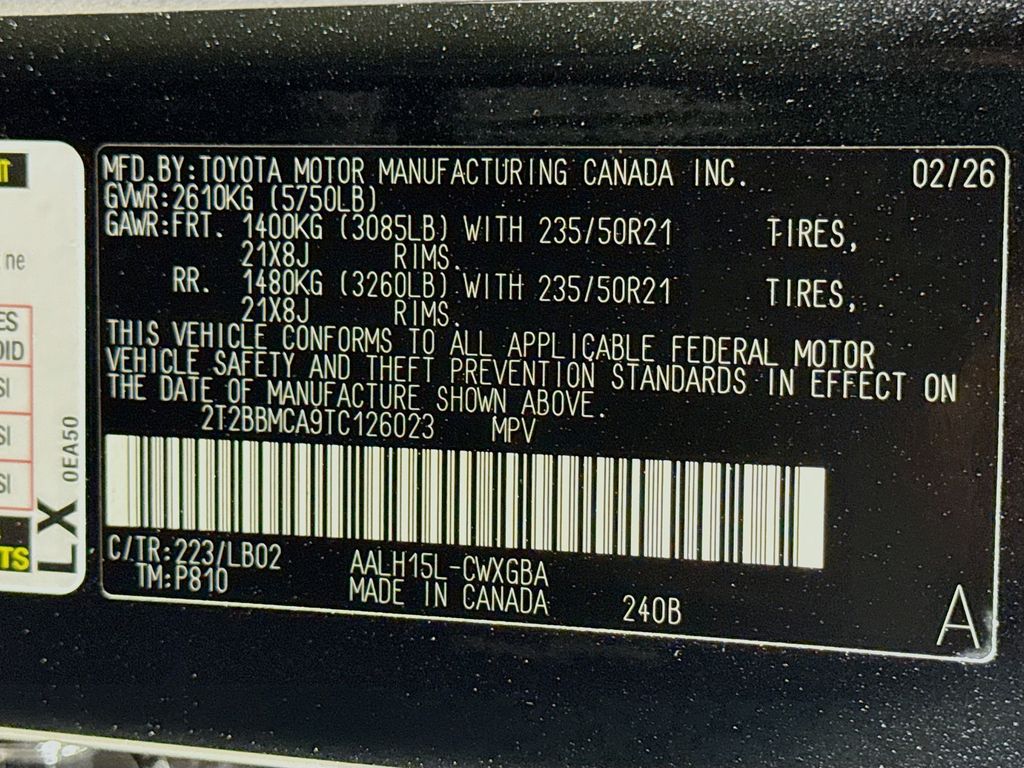 MFD.BY:TOYOTA MOTOR MANUFACTURING CANADA INC. 02/26
GVWR:2610KG (5750LB)
GAWR:FRT. 1400KG (3085LB) WITH 235/50R21 TIRES,
21X8J RIMS.
RR. 1480KG (3260LB) WITH 235/50R21 TIRES,
21X8J RIMS.
THIS VEHICLE CONFORMS TO ALL APPLICABLE FEDERAL MOTOR
VEHICLE SAFETY AND THEFT PREVENTION STANDARDS IN EFFECT ON
THE DATE OF MANUFACTURE SHOWN ABOVE.
2T2BBMCA9TC126023 MPV
C/TR:223/LB02 AALH15L-CWXGBA
TM:P810 MADE IN CANADA 240B
A
ne
LX 0EA50